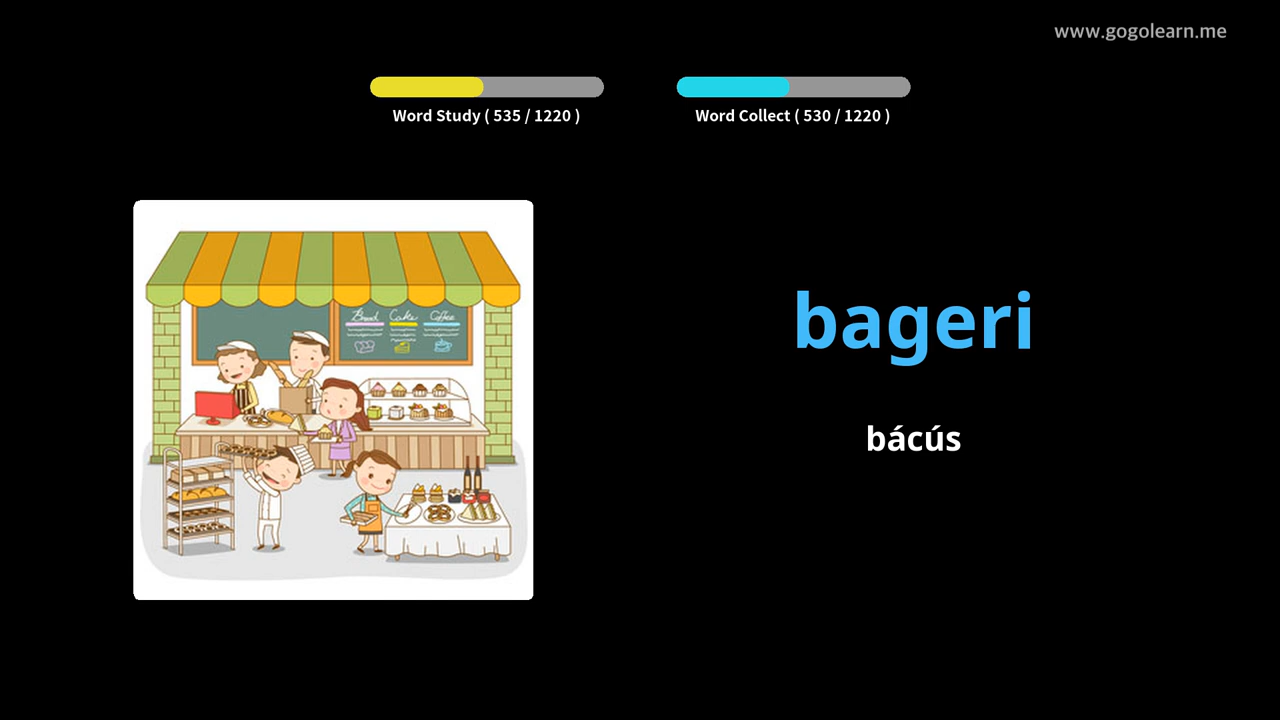 www.gogolearn.me
Word Study ( 535 / 1220 )
Word Collect ( 530 / 1220 )
Bread Cake Coffee
bageri
bácús